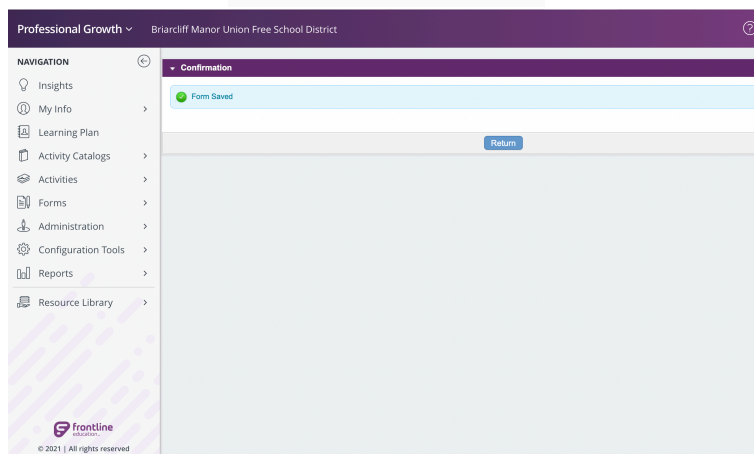 Professional Growth
Briarcliff Manor Union Free School District
?
NAVIGATION
Insights
My Info
Learning Plan
Activity Catalogs
Activities
Forms
Administration
Configuration Tools
Reports
Resource Library
frontline
education
© 2021 | All rights reserved
Confirmation
Form Saved
Return